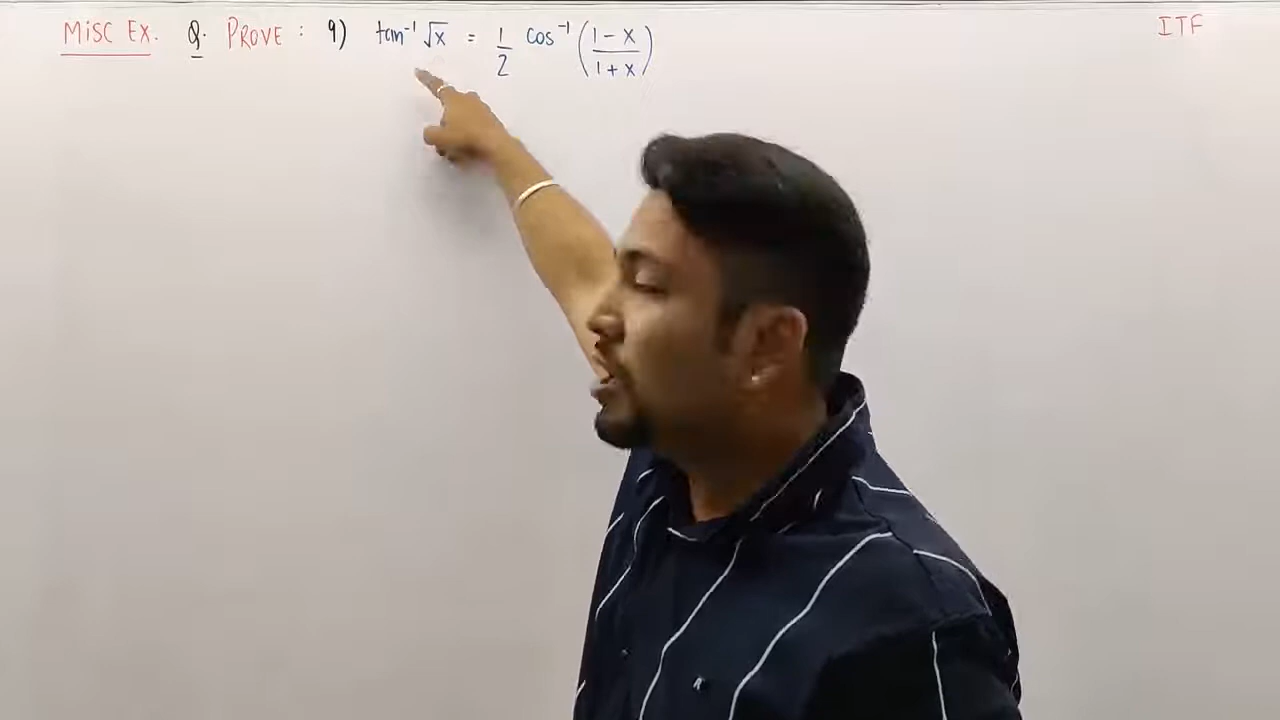 MISC EX. Q. PROVE : 9) tan⁻¹ √x = 1/2 cos⁻¹ ((1 - x)/(1 + x))
ITF